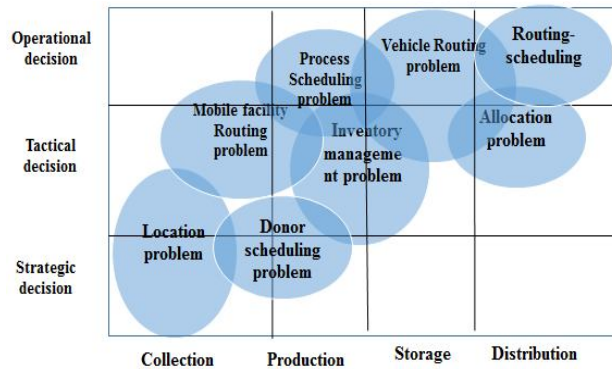 Operational
decision
Tactical
decision
Strategic
decision
Process
Scheduling
problem
Vehicle Routing
problem
Routing-
scheduling
Mobile facility
Routing
problem
Inventory
manageme
nt problem
Allocation
problem
Location
problem
Donor
scheduling
problem
Collection
Production
Storage
Distribution